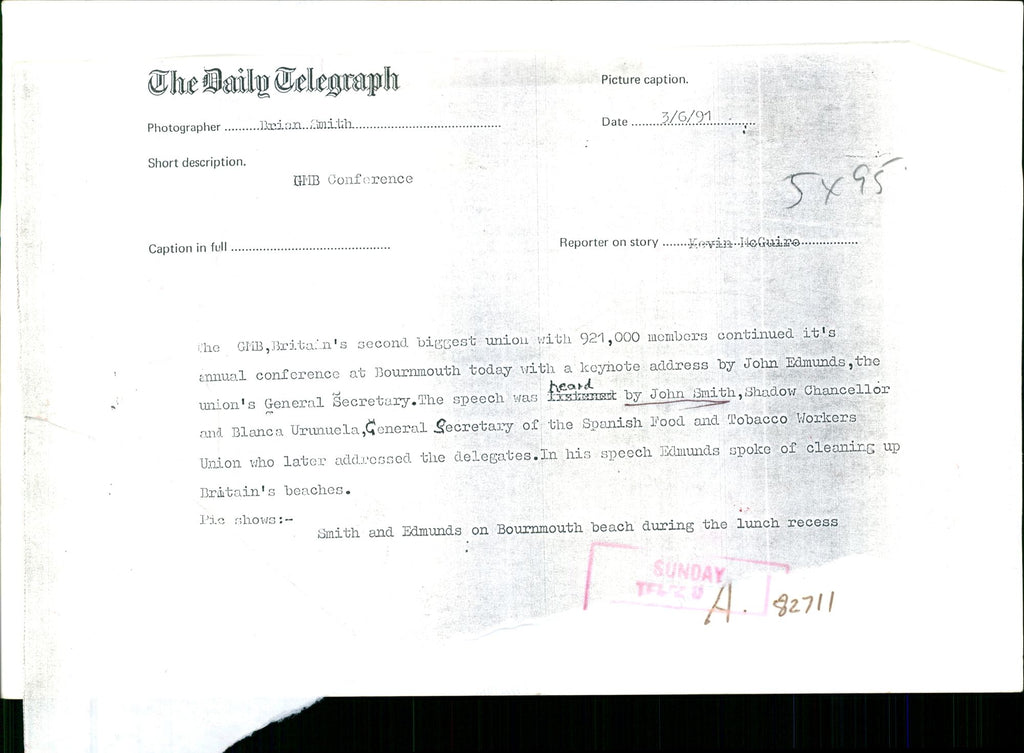 The Daily Telegraph
Picture caption.
Photographer ..........Brian Smith..................................
Date ........3/6/91...........
Short description.
GMB Conference
5 x 95
Caption in full ........................................
Reporter on story .......Kevin McGuire..............
The GMB,Britain's second biggest union with 921,000 members continued it's
annual conference at Bournmouth today with a keynote address by John Edmunds,the
union's General Secretary.The speech was heard by John Smith,Shadow Chancellor
and Blanca Urunuela,General Secretary of the Spanish Food and Tobacco Workers
Union who later addressed the delegates.In his speech Edmunds spoke of cleaning up
Britain's beaches.
Pic shows:-
Smith and Edmunds on Bournmouth beach during the lunch recess
SUNDAY
A. 82711